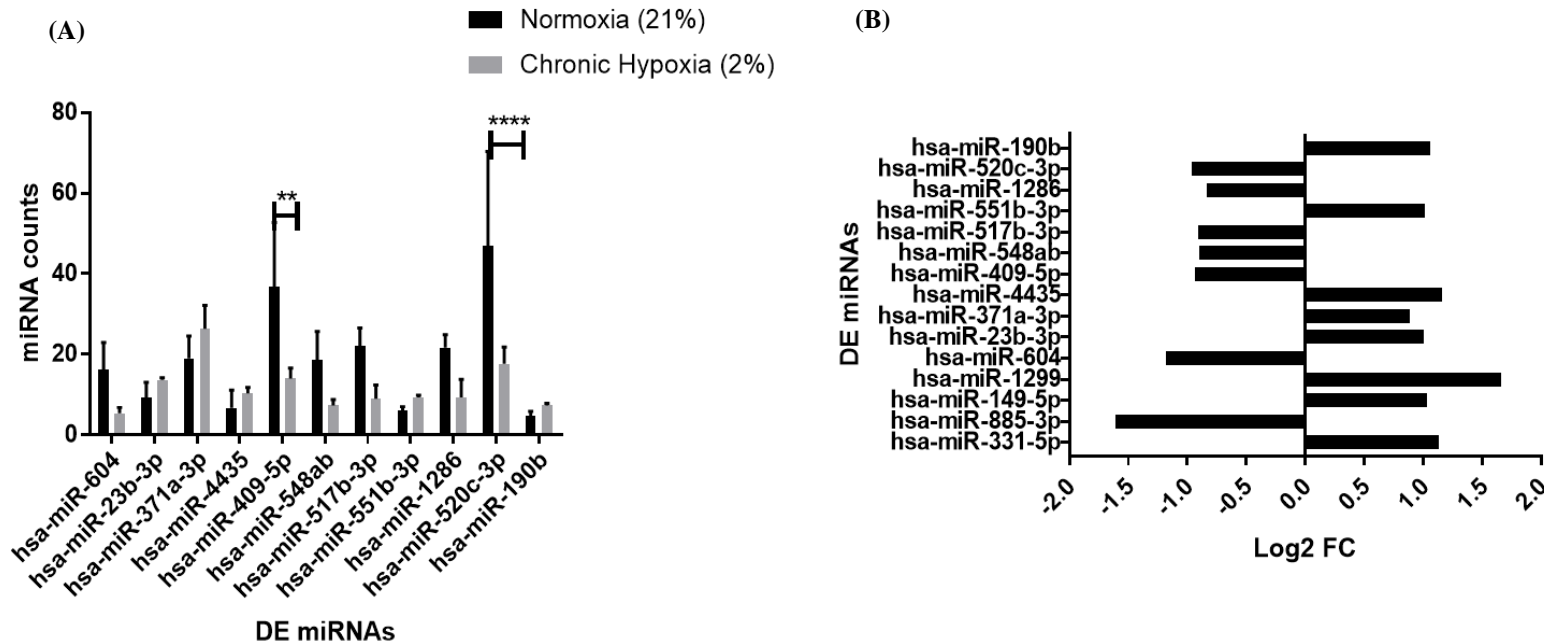 (A)
Normoxia (21%)
Chronic Hypoxia (2%)
miRNA counts
80
60
40
20
0
**
****
hsa-miR-604
hsa-miR-23b-3p
hsa-miR-371a-3p
hsa-miR-4435
hsa-miR-409-5p
hsa-miR-548ab
hsa-miR-517b-3p
hsa-miR-551b-3p
hsa-miR-1286
hsa-miR-520c-3p
hsa-miR-190b
DE miRNAs
(B)
DE miRNAs
hsa-miR-190b
hsa-miR-520c-3p
hsa-miR-1286
hsa-miR-551b-3p
hsa-miR-517b-3p
hsa-miR-548ab
hsa-miR-409-5p
hsa-miR-4435
hsa-miR-371a-3p
hsa-miR-23b-3p
hsa-miR-604
hsa-miR-1299
hsa-miR-149-5p
hsa-miR-885-3p
hsa-miR-331-5p
-2.0
-1.5
-1.0
-0.5
0.0
0.5
1.0
1.5
2.0
Log2 FC